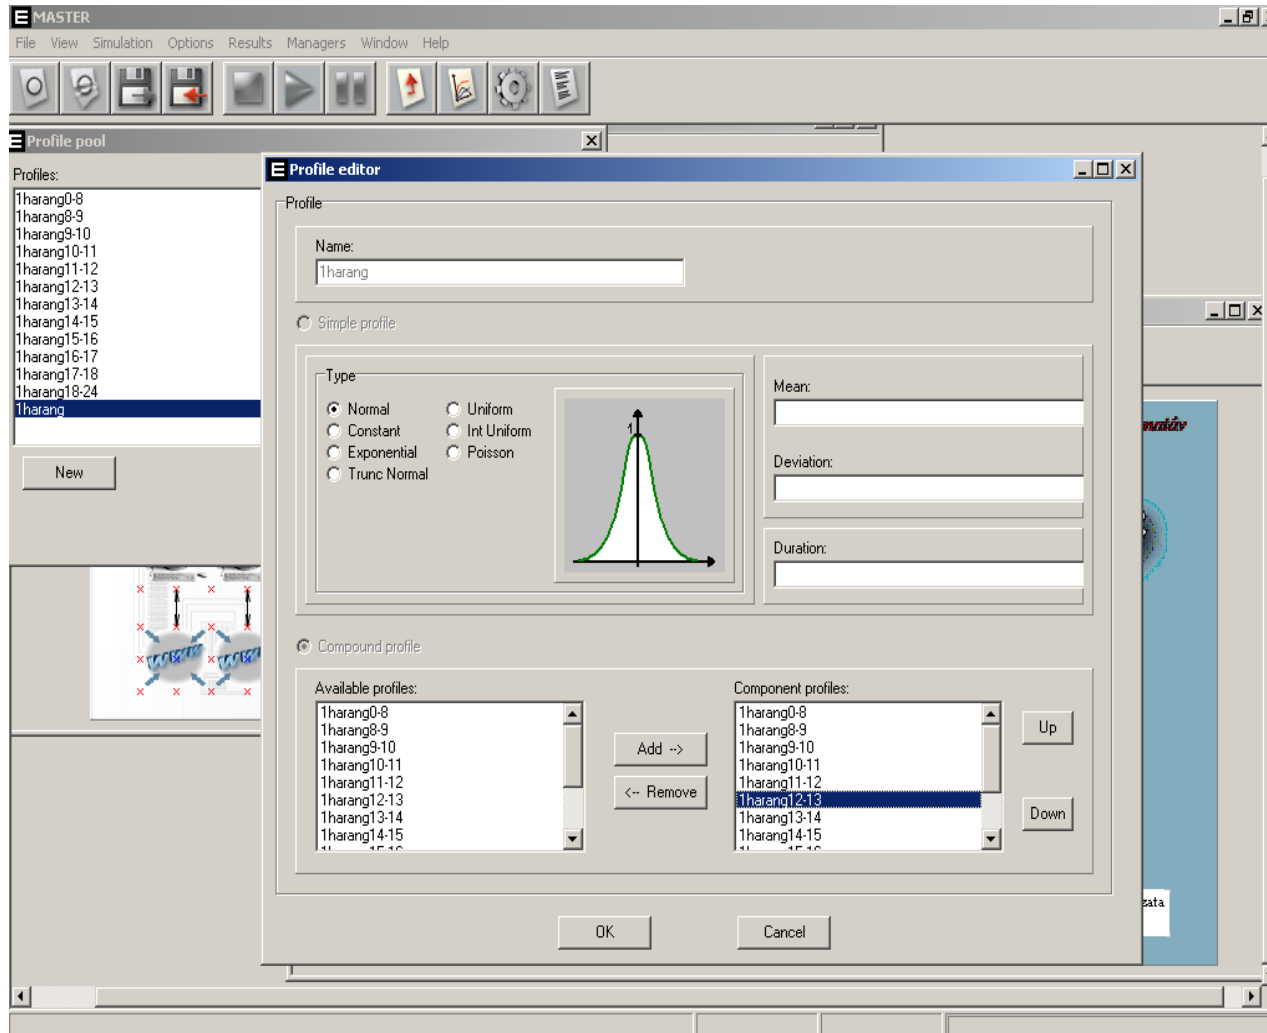 MASTER
File View Simulation Options Results Managers Window Help
Profile pool
Profiles:
1harang0-8
1harang8-9
1harang9-10
1harang10-11
1harang11-12
1harang12-13
1harang13-14
1harang14-15
1harang15-16
1harang16-17
1harang17-18
1harang18-24
1harang
New
Profile editor
Profile
Name:
1harang
Simple profile
Type
Normal
Constant
Exponential
Trunc Normal
Uniform
Int Uniform
Poisson
1
Mean:
Deviation:
Duration:
Compound profile
Available profiles:
1harang0-8
1harang8-9
1harang9-10
1harang10-11
1harang11-12
1harang12-13
1harang13-14
1harang14-15
Add -->
<-- Remove
Component profiles:
1harang0-8
1harang8-9
1harang9-10
1harang10-11
1harang11-12
1harang12-13
1harang13-14
1harang14-15
Up
Down
OK
Cancel
www